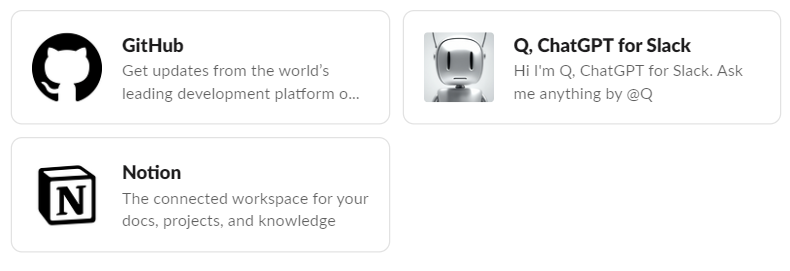 GitHub
Get updates from the world’s
leading development platform o...
Q, ChatGPT for Slack
Hi I'm Q, ChatGPT for Slack. Ask
me anything by @Q
N
Notion
The connected workspace for your
docs, projects, and knowledge